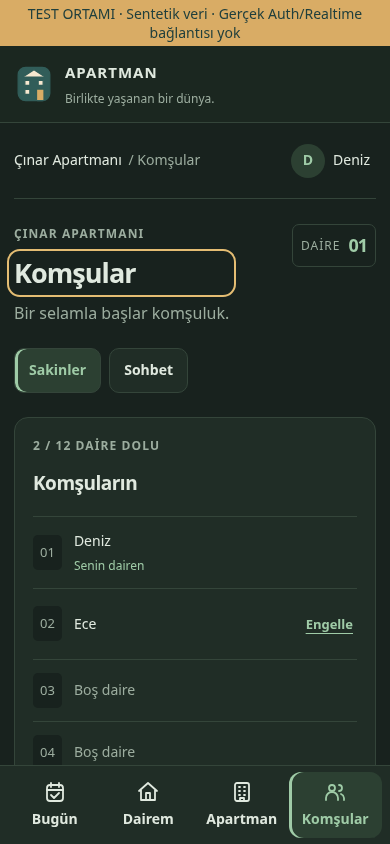 TEST ORTAMI · Sentetik veri · Gerçek Auth/Realtime
bağlantısı yok
APARTMAN
Birlikte yaşanan bir dünya.
Çınar Apartmanı / Komşular
D Deniz
ÇINAR APARTMANI
DAİRE 01
Komşular
Bir selamla başlar komşuluk.
Sakinler Sohbet
2 / 12 DAİRE DOLU
Komşuların
01 Deniz
Senin dairen
02 Ece Engelle
03 Boş daire
04 Boş daire
Bugün Dairem Apartman Komşular